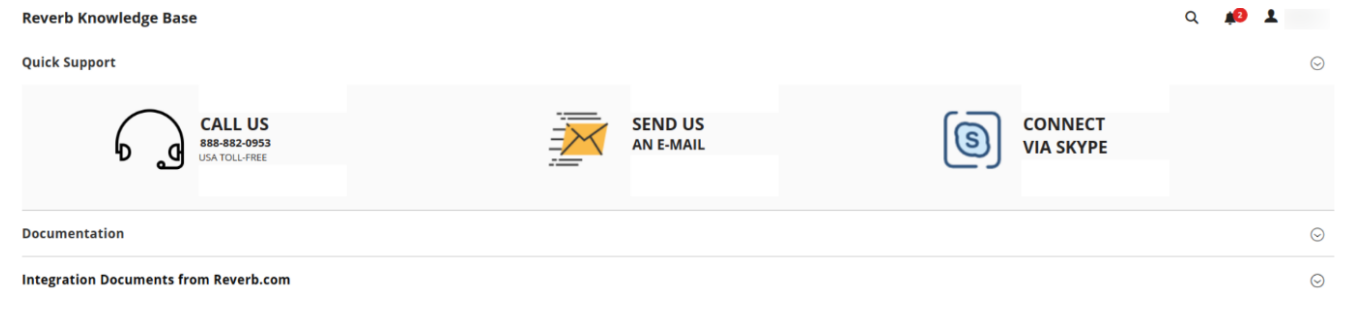 Reverb Knowledge Base
2
Quick Support
CALL US
888-882-0953
USA TOLL-FREE
SEND US
AN E-MAIL
S
CONNECT
VIA SKYPE
Documentation
Integration Documents from Reverb.com